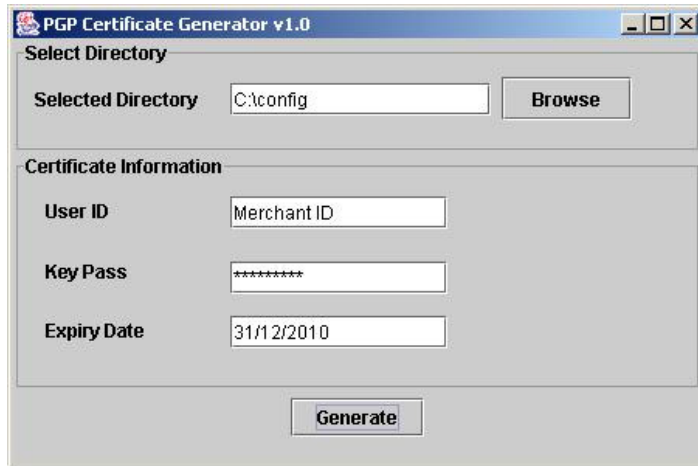 PGP Certificate Generator v1.0
Select Directory
Selected Directory C:\config Browse
Certificate Information
User ID Merchant ID
Key Pass *********
Expiry Date 31/12/2010
Generate